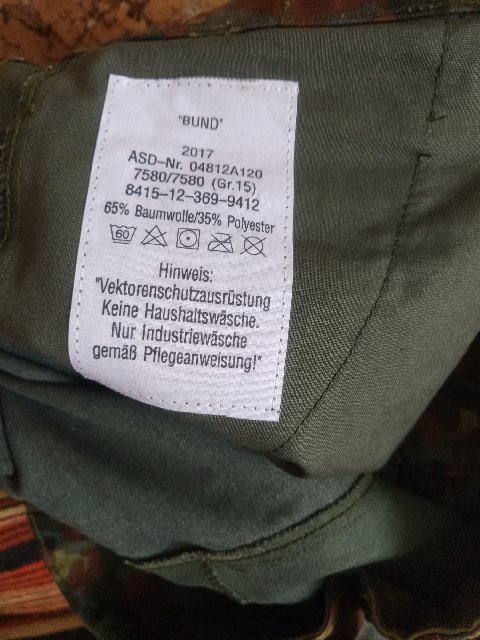 "BUND"
2017
ASD-Nr. 04812A120
7580/7580 (Gr.15)
8415-12-369-9412
65% Baumwolle/35% Polyester
60
Hinweis:
"Vektorenschutzausrüstung
Keine Haushaltswäsche.
Nur Industriewäsche
gemäß Pflegeanweisung!"